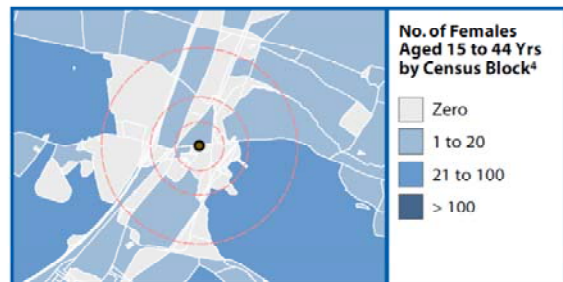 No. of Females
Aged 15 to 44 Yrs
by Census Block⁴
Zero
1 to 20
21 to 100
> 100